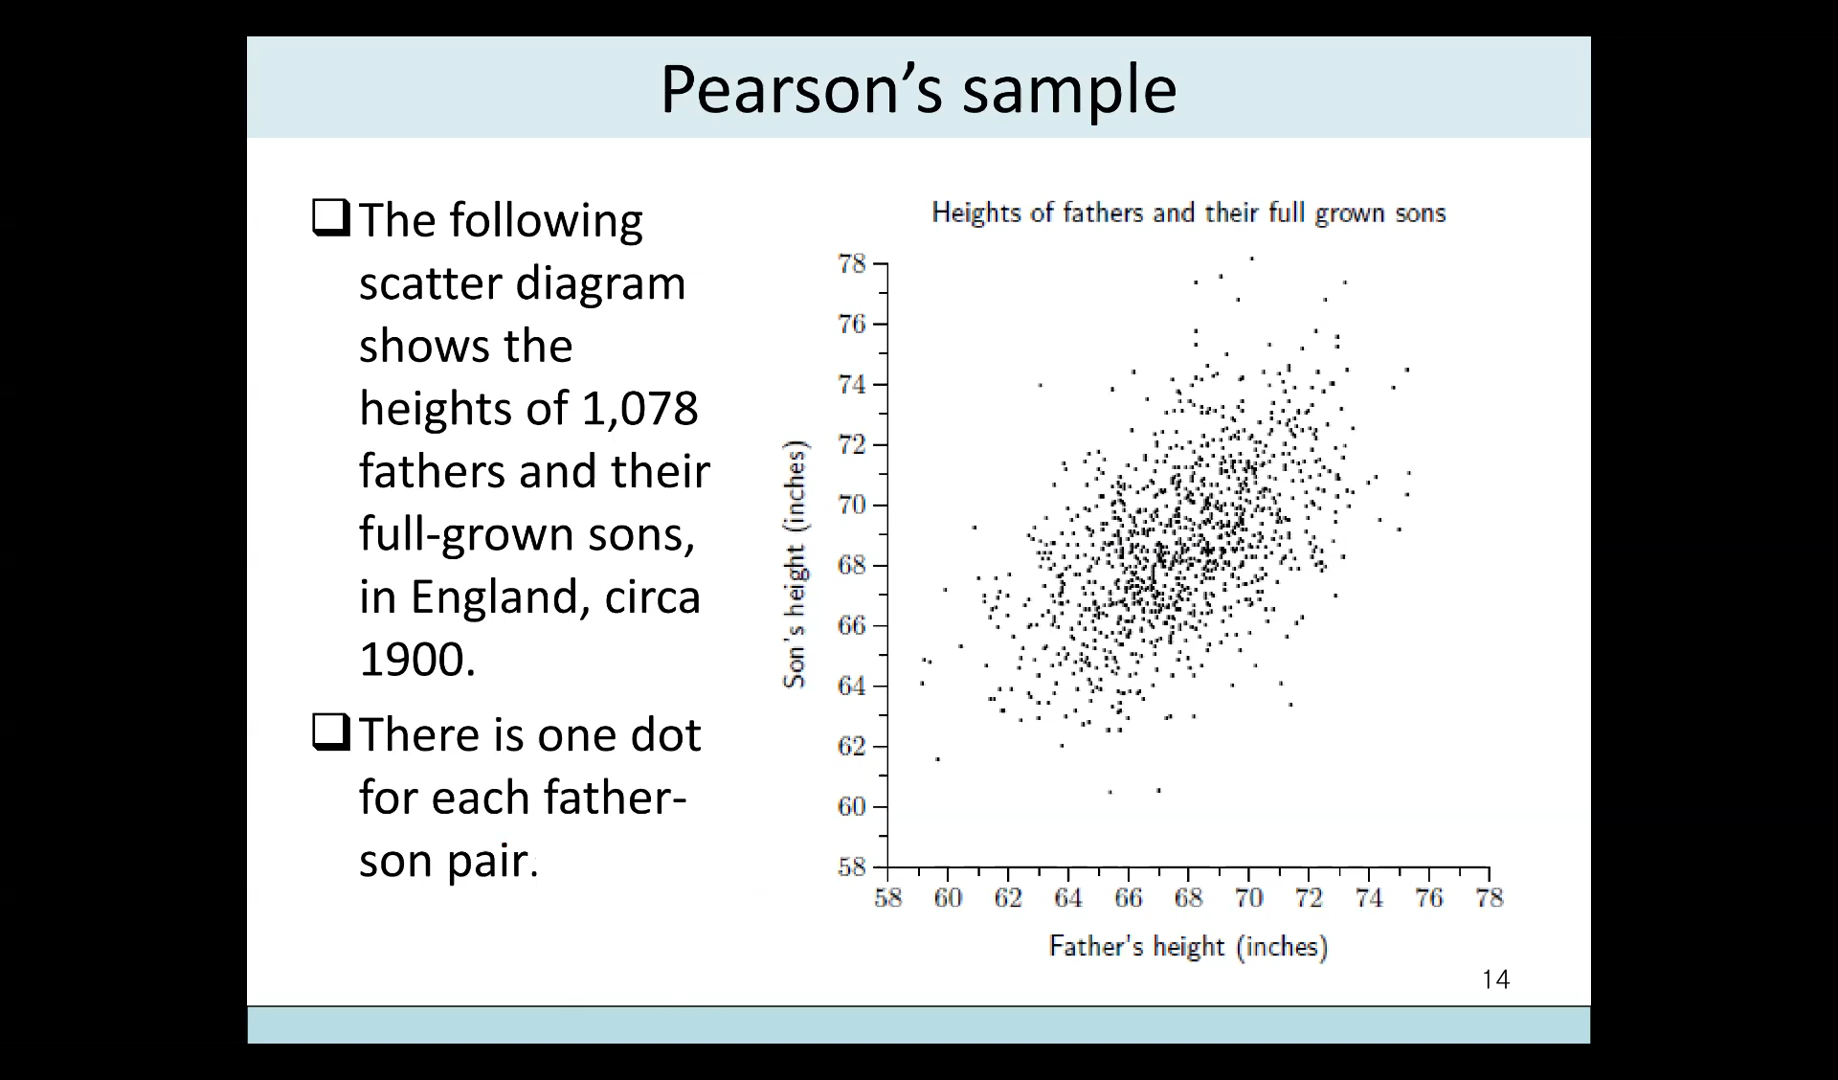 Pearson’s sample
❑The following
scatter diagram
shows the
heights of 1,078
fathers and their
full-grown sons,
in England, circa
1900.
❑There is one dot
for each father-
son pair.
Heights of fathers and their full grown sons
78
76
74
72
70
68
66
64
62
60
58
Son's height (inches)
58 60 62 64 66 68 70 72 74 76 78
Father's height (inches)
14